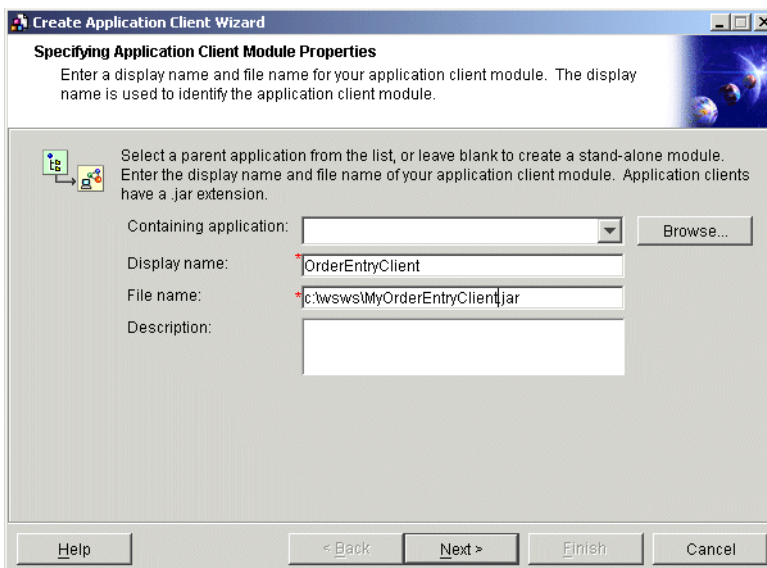 Create Application Client Wizard
Specifying Application Client Module Properties
Enter a display name and file name for your application client module. The display
name is used to identify the application client module.
Select a parent application from the list, or leave blank to create a stand-alone module.
Enter the display name and file name of your application client module. Application clients
have a .jar extension.
Containing application:
Browse...
Display name:
*OrderEntryClient
File name:
*c:\wsws\MyOrderEntryClient.jar
Description:
Help
< Back
Next >
Finish
Cancel